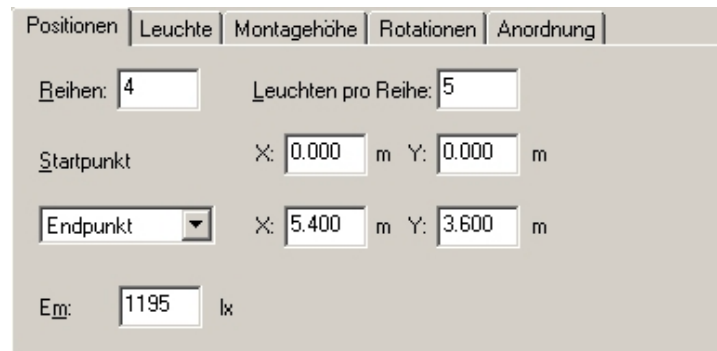 Positionen Leuchte Montagehöhe Rotationen Anordnung
Reihen: 4 Leuchten pro Reihe: 5
Startpunkt X: 0.000 m Y: 0.000 m
Endpunkt X: 5.400 m Y: 3.600 m
Em: 1195 lx